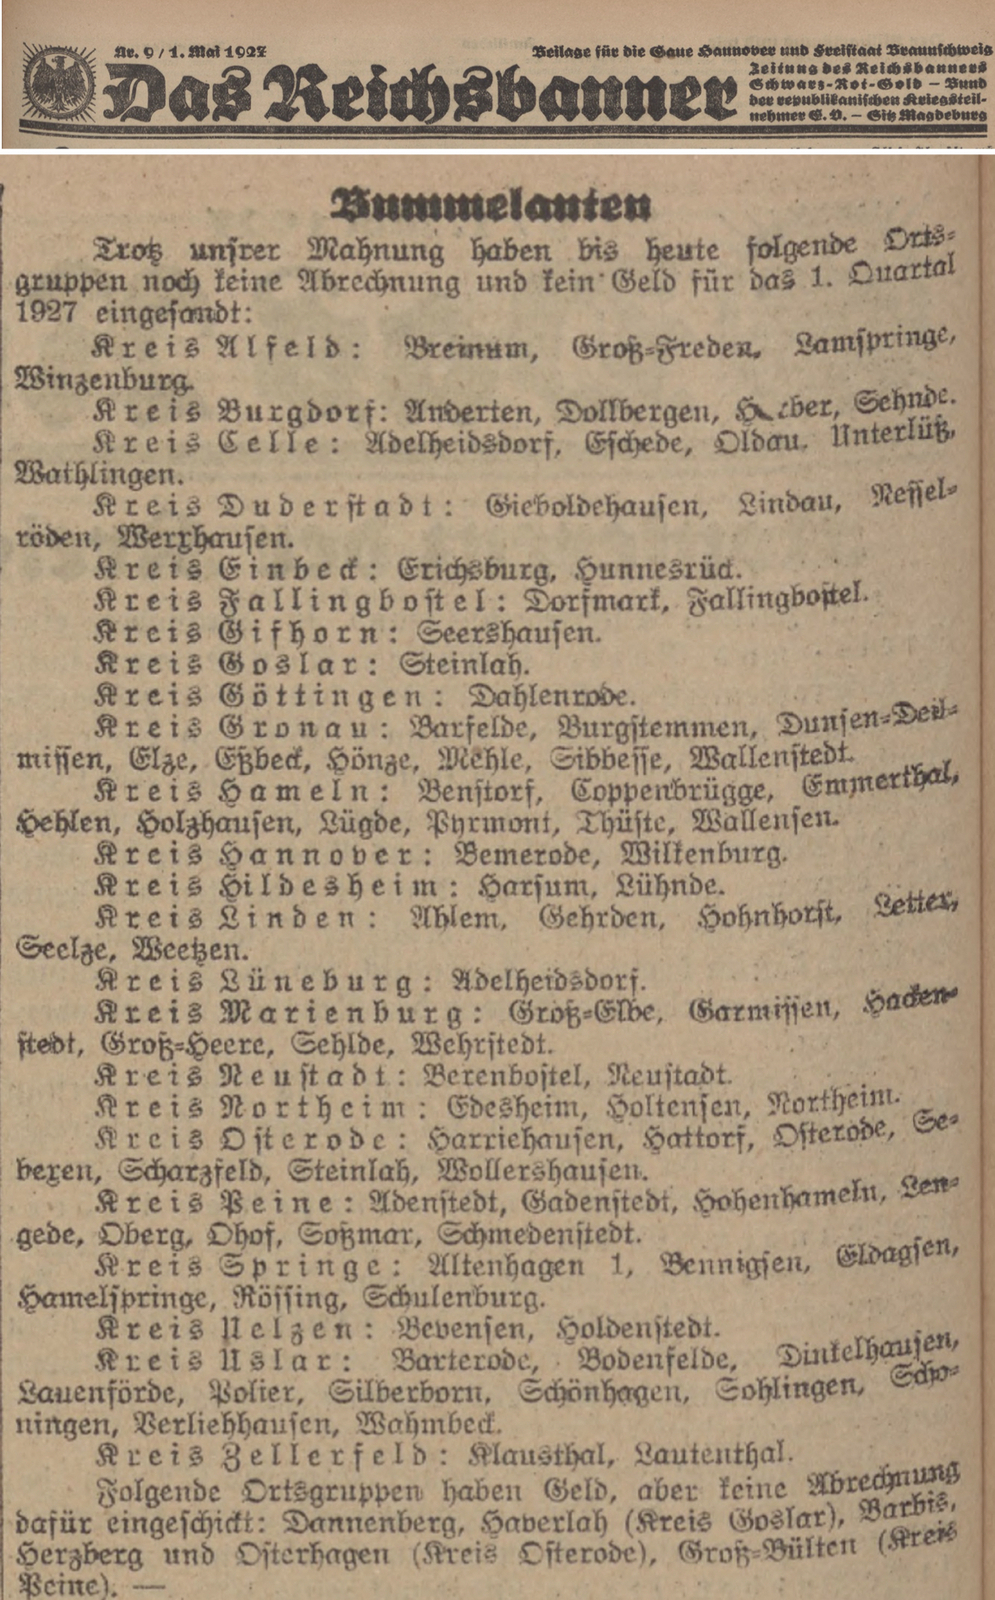 Nr. 9 / 1. Mai 1927
Beilage für die Gaue Hannover und Freistaat Braunschweig
Das Reichsbanner
Zeitung des Reichsbanners
Schwarz-Rot-Gold – Bund
der republikanischen Kriegsteil-
nehmer E. V. – Sitz Magdeburg
Bummelanten
Trotz unsrer Mahnung haben bis heute folgende Orts-
gruppen noch keine Abrechnung und kein Geld für das 1. Quartal
1927 eingesandt:
Kreis Alfeld: Breinum, Groß-Freden, Lamspringe,
Winzenburg.
Kreis Burgdorf: Anderten, Dollbergen, Sehnde.
Kreis Celle: Adelheidsdorf, Eschede, Oldau, Unterlüß,
Wathlingen.
Kreis Duderstadt: Gieboldehausen, Lindau, Nessel-
röden, Werxhausen.
Kreis Einbeck: Erichsburg, Hunnesrück.
Kreis Fallingbostel: Dorfmark, Fallingbostel.
Kreis Gifhorn: Seershausen.
Kreis Goslar: Steinlah.
Kreis Göttingen: Dahlenrode.
Kreis Gronau: Barfelde, Burgstemmen, Dunsen-Deil-
missen, Elze, Eßbeck, Hönze, Mehle, Sibbesse, Wallenstedt.
Kreis Hameln: Benstorf, Coppenbrügge, Emmerthal,
Hehlen, Holzhausen, Lügde, Pyrmont, Thüste, Wallensen.
Kreis Hannover: Bemerode, Wilkenburg.
Kreis Hildesheim: Harsum, Lühnde.
Kreis Linden: Ahlem, Gehrden, Hohnhorst, Letter,
Seelze, Weetzen.
Kreis Lüneburg: Adelheidsdorf.
Kreis Marienburg: Groß-Elbe, Garmissen, Hacken-
stedt, Groß-Heere, Sehlde, Wehrstedt.
Kreis Neustadt: Berenbostel, Neustadt.
Kreis Northeim: Edesheim, Holtensen, Northeim.
Kreis Osterode: Harriehausen, Hattorf, Osterode, Se-
bexen, Scharzfeld, Steinlah, Wollershausen.
Kreis Peine: Adenstedt, Gadenstedt, Hohenhameln, Len-
gede, Oberg, Ohof, Soßmar, Schmedenstedt.
Kreis Springe: Altenhagen 1, Bennigsen, Eldagsen,
Hamelspringe, Rössing, Schulenburg.
Kreis Uelzen: Bevensen, Holdenstedt.
Kreis Uslar: Barterode, Bodenfelde, Dinkelhausen,
Lauenförde, Polier, Silberborn, Schönhagen, Sohlingen, Scho-
ningen, Verliehhausen, Wahmbeck.
Kreis Zellerfeld: Klausthal, Lautenthal.
Folgende Ortsgruppen haben Geld, aber keine Abrechnung
dafür eingeschickt: Dannenberg, Haverlah (Kreis Goslar), Barbis,
Herzberg und Osterhagen (Kreis Osterode), Groß-Bülten (Kreis
Peine). —